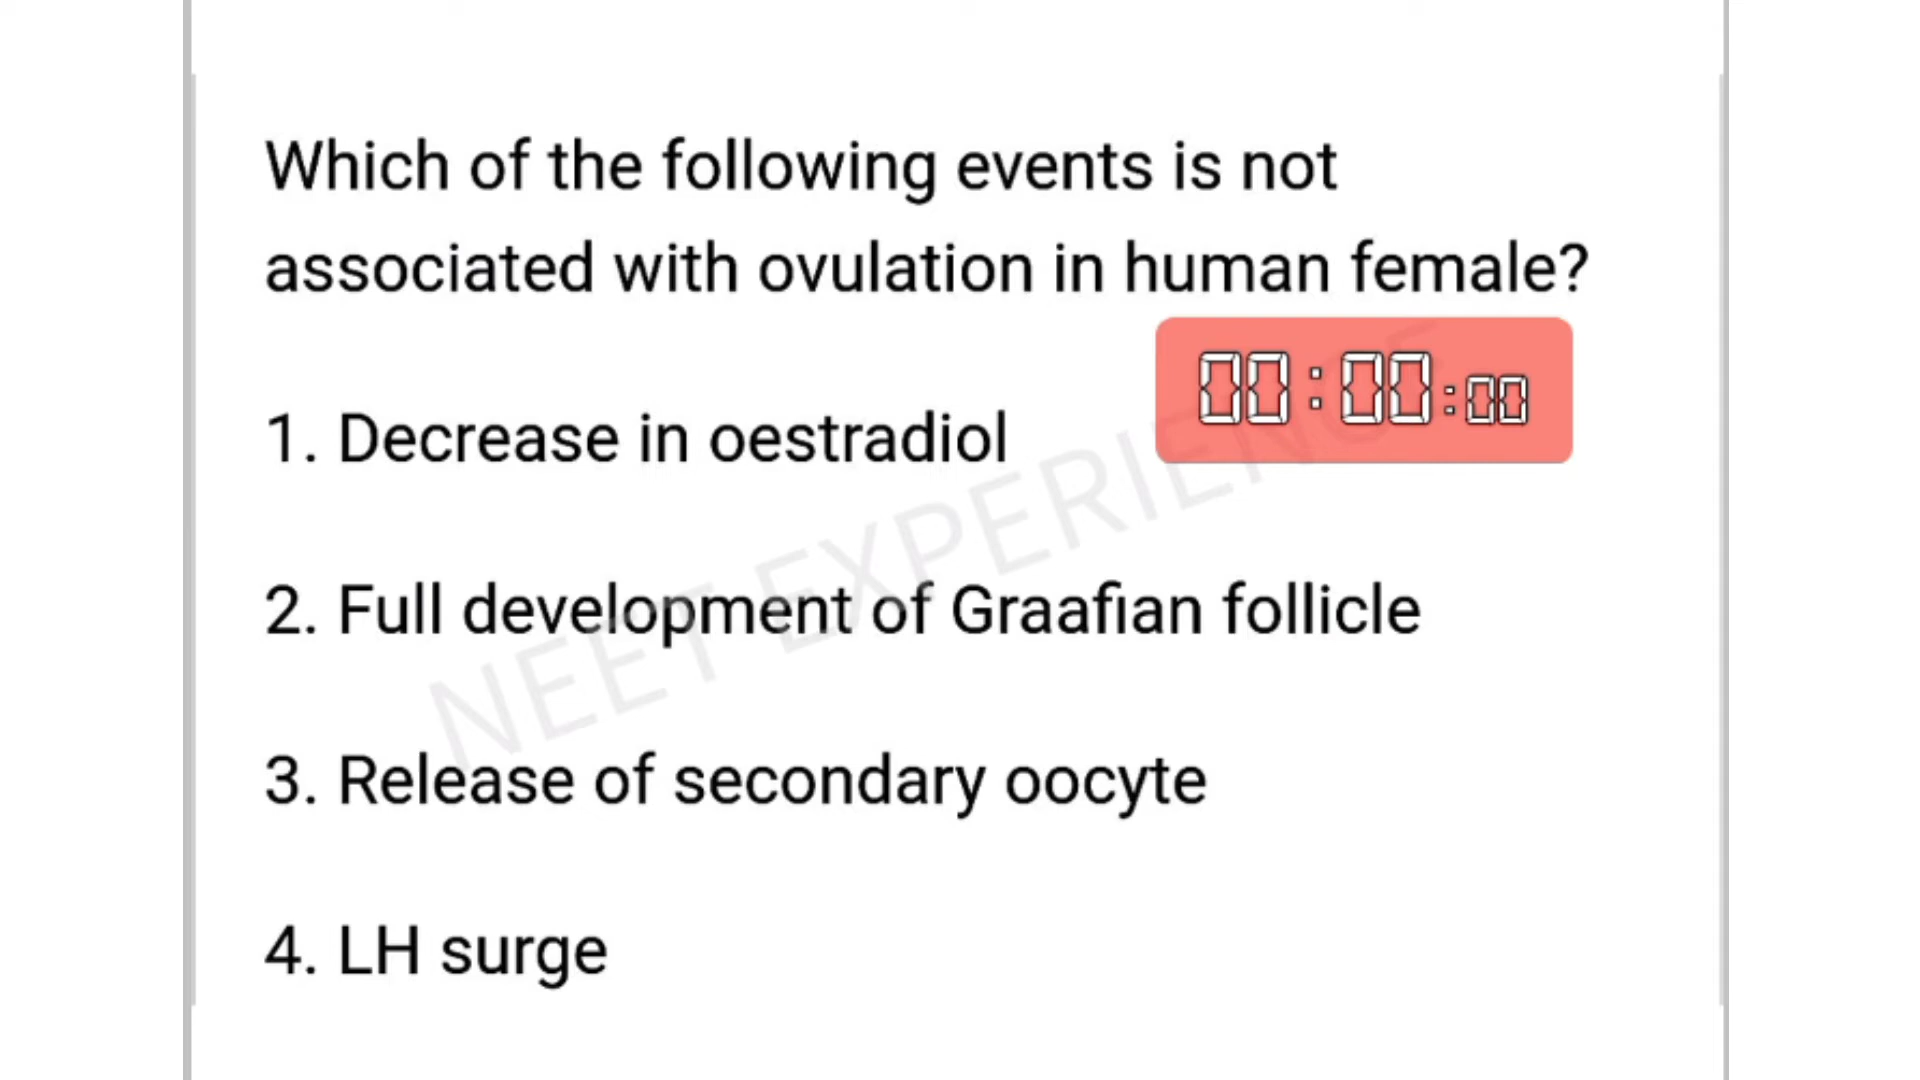 Which of the following events is not
associated with ovulation in human female?
00:00:00
1. Decrease in oestradiol
2. Full development of Graafian follicle
3. Release of secondary oocyte
4. LH surge
NEET EXPERIENCE